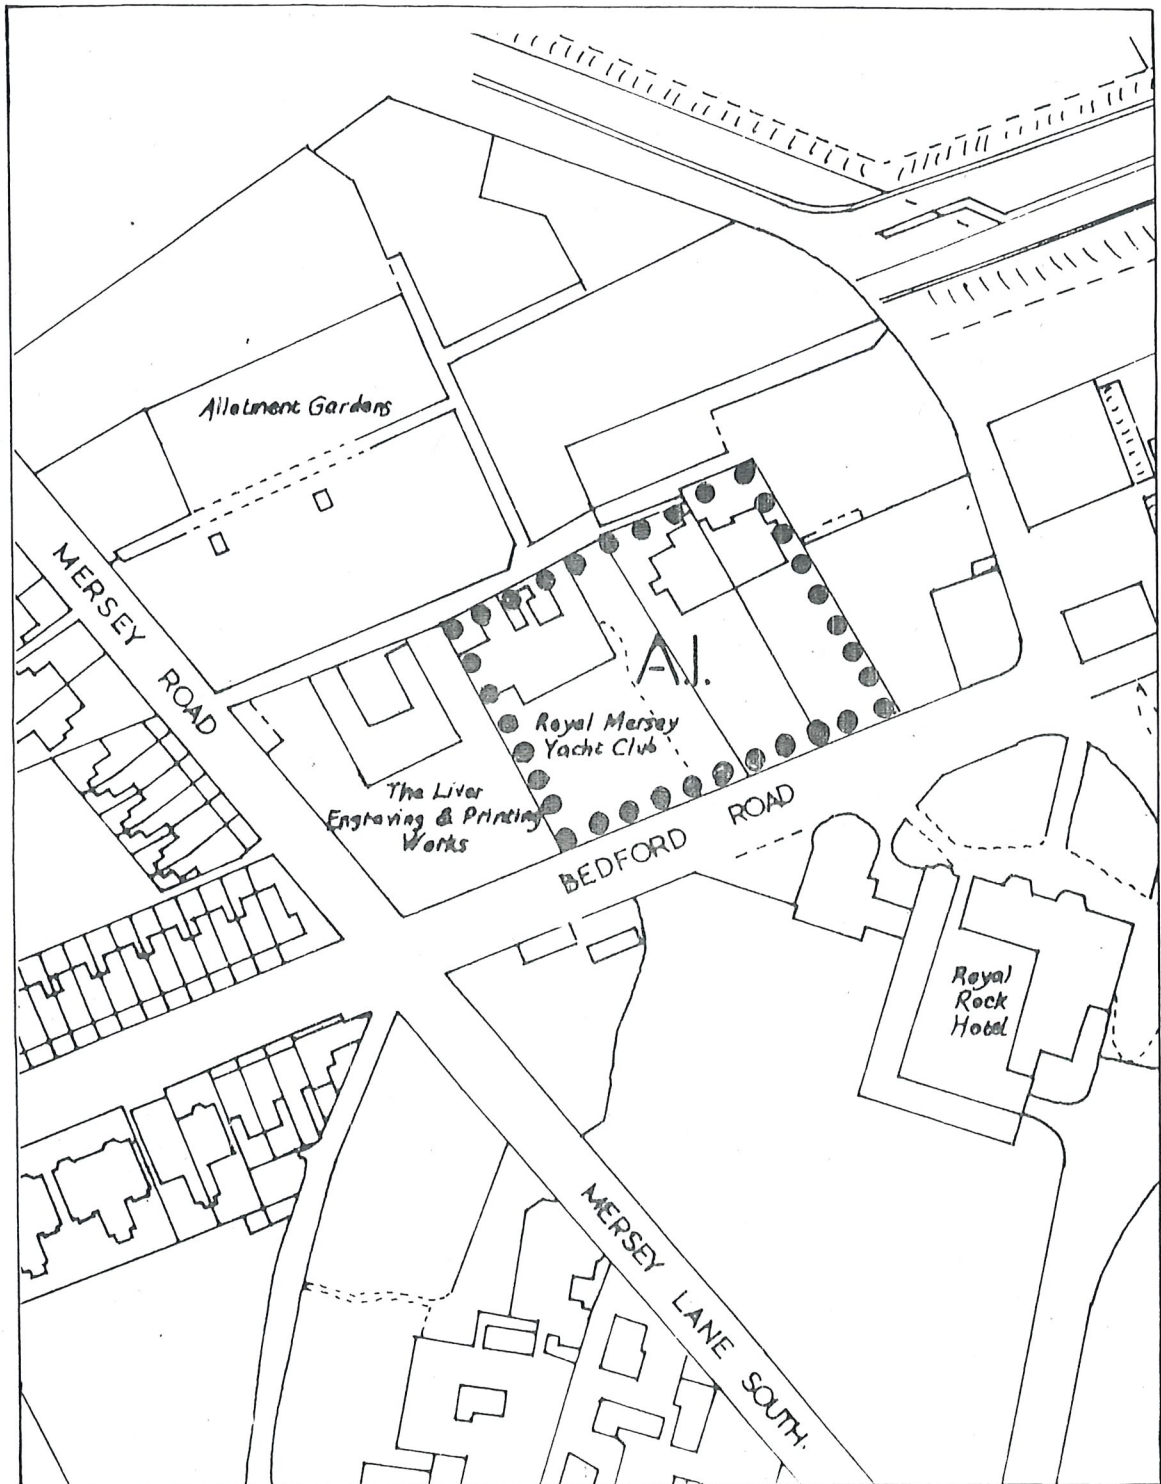 Allotment Gardens
MERSEY ROAD
A1.
Royal Mersey
Yacht Club
The Liver
Engraving & Printing
Works
BEDFORD ROAD
Royal
Rock
Hotel
MERSEY LANE SOUTH.